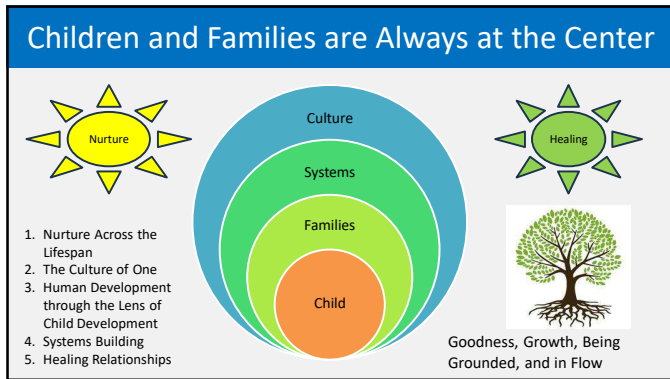 Children and Families are Always at the Center
Nurture
Culture
Systems
Families
Child
Healing
1. Nurture Across the
Lifespan
2. The Culture of One
3. Human Development
through the Lens of
Child Development
4. Systems Building
5. Healing Relationships
Goodness, Growth, Being
Grounded, and in Flow